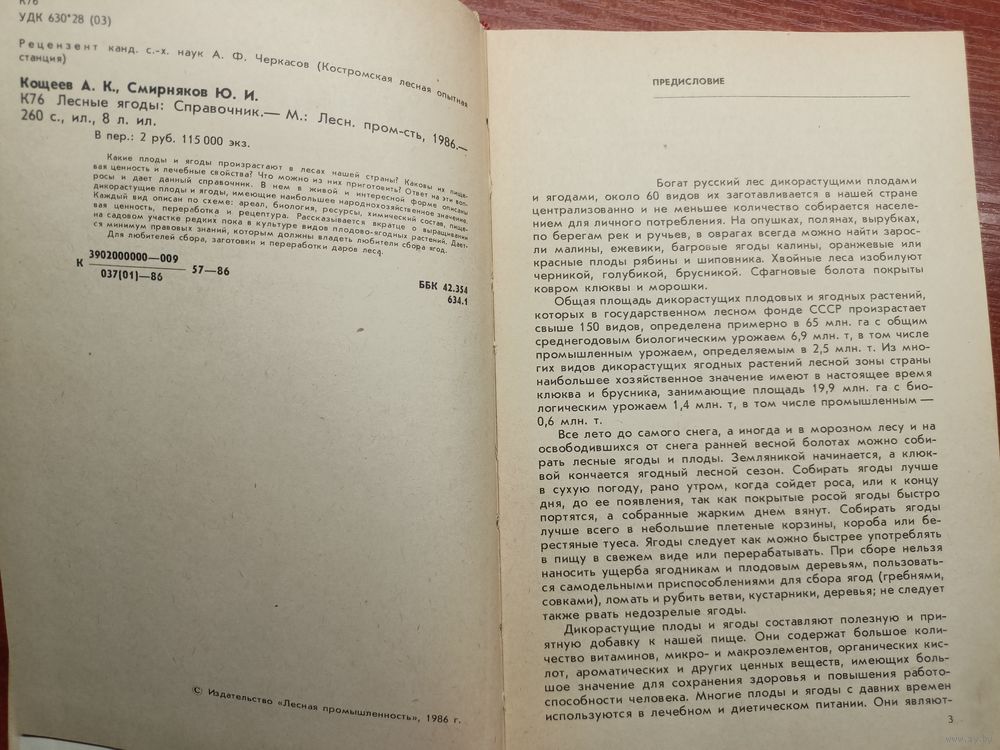 К76
УДК 630*28 (03)
Рецензент канд. с.-х. наук А. Ф. Черкасов (Костромская лесная опытная
станция)
Кощеев А. К., Смирняков Ю. И.
К76 Лесные ягоды: Справочник.— М.: Лесн. пром-сть, 1986.—
260 с., ил., 8 л. ил.
В пер.: 2 руб. 115 000 экз.
Какие плоды и ягоды произрастают в лесах нашей страны? Каковы их пище-
вая ценность и лечебные свойства? Что можно из них приготовить? Ответ на эти воп-
росы и дает данный справочник. В нем в живой и интересной форме описаны
дикорастущие плоды и ягоды, имеющие наибольшее народнохозяйственное значение.
Каждый вид описан по схеме: ареал, биология, ресурсы, химический состав, пище-
вая ценность, переработка и рецептура. Рассказывается вкратце о выращивании
на садовом участке редких пока в культуре видов плодово-ягодных растений. Дает-
ся минимум правовых знаний, которым должны владеть любители сбора ягод.
Для любителей сбора, заготовки и переработки даров леса.
К 3902000000—009
037(01)—86 57—86
ББК 42.354
634.1
© Издательство «Лесная промышленность», 1986 г.
ПРЕДИСЛОВИЕ
Богат русский лес дикорастущими плодами
и ягодами, около 60 видов их заготавливается в нашей стране
централизованно и не меньшее количество собирается населе-
нием для личного потребления. На опушках, полянах, вырубках,
по берегам рек и ручьев, в оврагах всегда можно найти зарос-
ли малины, ежевики, багровые ягоды калины, оранжевые или
красные плоды рябины и шиповника. Хвойные леса изобилуют
черникой, голубикой, брусникой. Сфагновые болота покрыты
ковром клюквы и морошки.
Общая площадь дикорастущих плодовых и ягодных растений,
которых в государственном лесном фонде СССР произрастает
свыше 150 видов, определена примерно в 65 млн. га с общим
среднегодовым биологическим урожаем 6,9 млн. т, в том числе
промышленным урожаем, определяемым в 2,5 млн. т. Из мно-
гих видов дикорастущих ягодных растений лесной зоны страны
наибольшее хозяйственное значение имеют в настоящее время
клюква и брусника, занимающие площадь 19,9 млн. га с био-
логическим урожаем 1,4 млн. т, в том числе промышленным —
0,6 млн. т.
Все лето до самого снега, а иногда и в морозном лесу и на
освободившихся от снега ранней весной болотах можно соби-
рать лесные ягоды и плоды. Земляникой начинается, а клюк-
вой кончается ягодный лесной сезон. Собирать ягоды лучше
в сухую погоду, рано утром, когда сойдет роса, или к концу
дня, до ее появления, так как покрытые росой ягоды быстро
портятся, а собранные жарким днем вянут. Собирать ягоды
лучше всего в небольшие плетеные корзины, короба или бе-
рестяные туеса. Ягоды следует как можно быстрее употреблять
в пищу в свежем виде или перерабатывать. При сборе нельзя
наносить ущерба ягодникам и плодовым деревьям, пользовать-
ся самодельными приспособлениями для сбора ягод (гребнями,
совками), ломать и рубить ветви, кустарники, деревья; не следует
также рвать недозрелые ягоды.
Дикорастущие плоды и ягоды составляют полезную и при-
ятную добавку к нашей пище. Они содержат большое коли-
чество витаминов, микро- и макроэлементов, органических кис-
лот, ароматических и других ценных веществ, имеющих боль-
шое значение для сохранения здоровья и повышения работо-
способности человека. Многие плоды и ягоды с давних времен
используются в лечебном и диетическом питании. Они являют-
3